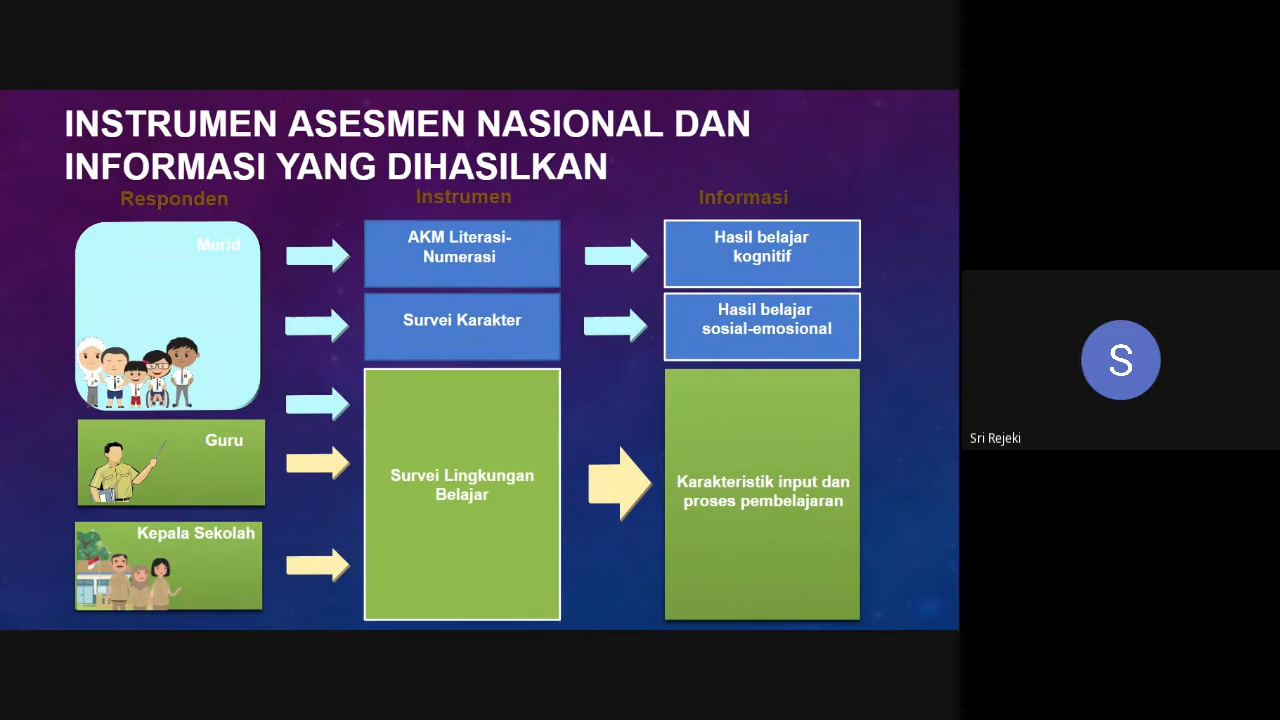 INSTRUMEN ASESMEN NASIONAL DAN
INFORMASI YANG DIHASILKAN
Responden
Instrumen
Informasi
Murid
AKM Literasi-
Numerasi
Hasil belajar
kognitif
Survei Karakter
Hasil belajar
sosial-emosional
Guru
Survei Lingkungan
Belajar
Karakteristik input dan
proses pembelajaran
Kepala Sekolah
S
Sri Rejeki